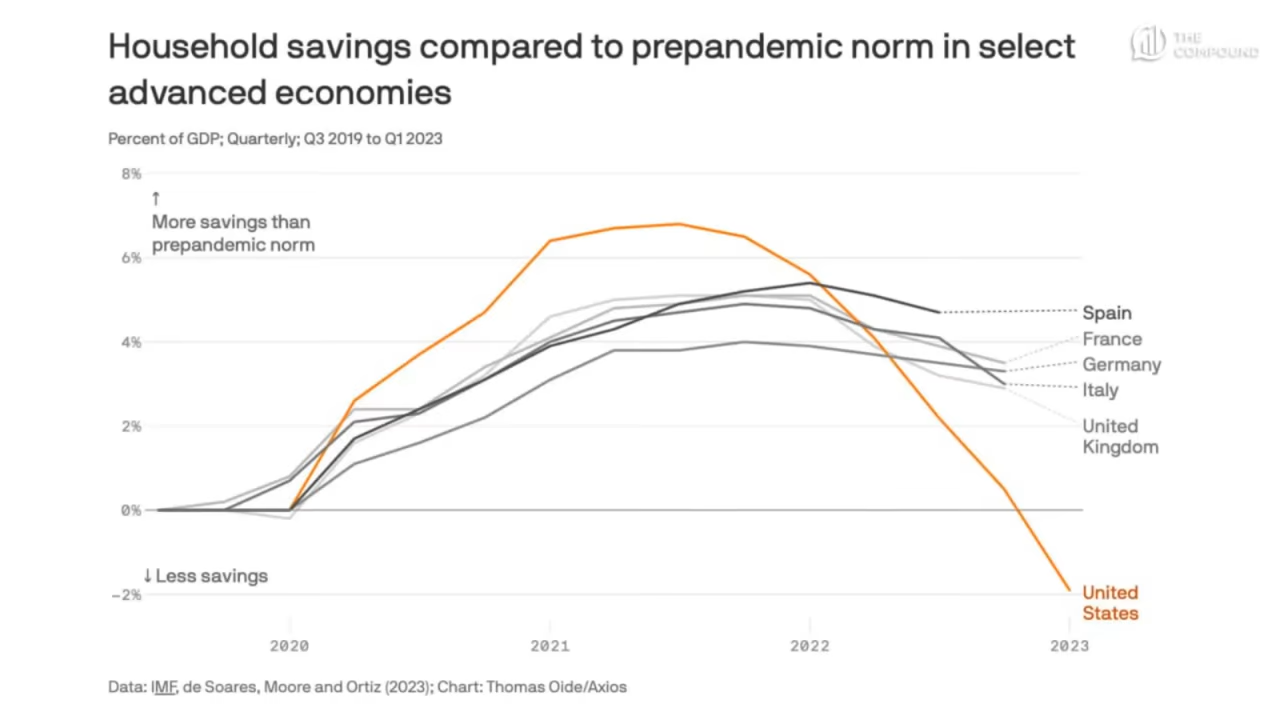 Household savings compared to prepandemic norm in select
advanced economies
THE
COMPOUND
Percent of GDP; Quarterly; Q3 2019 to Q1 2023
8%
↑
More savings than
prepandemic norm
6%
4%
2%
0%
↓ Less savings
−2%
Spain
France
Germany
Italy
United
Kingdom
United
States
2020
2021
2022
2023
Data: IMF, de Soares, Moore and Ortiz (2023); Chart: Thomas Oide/Axios